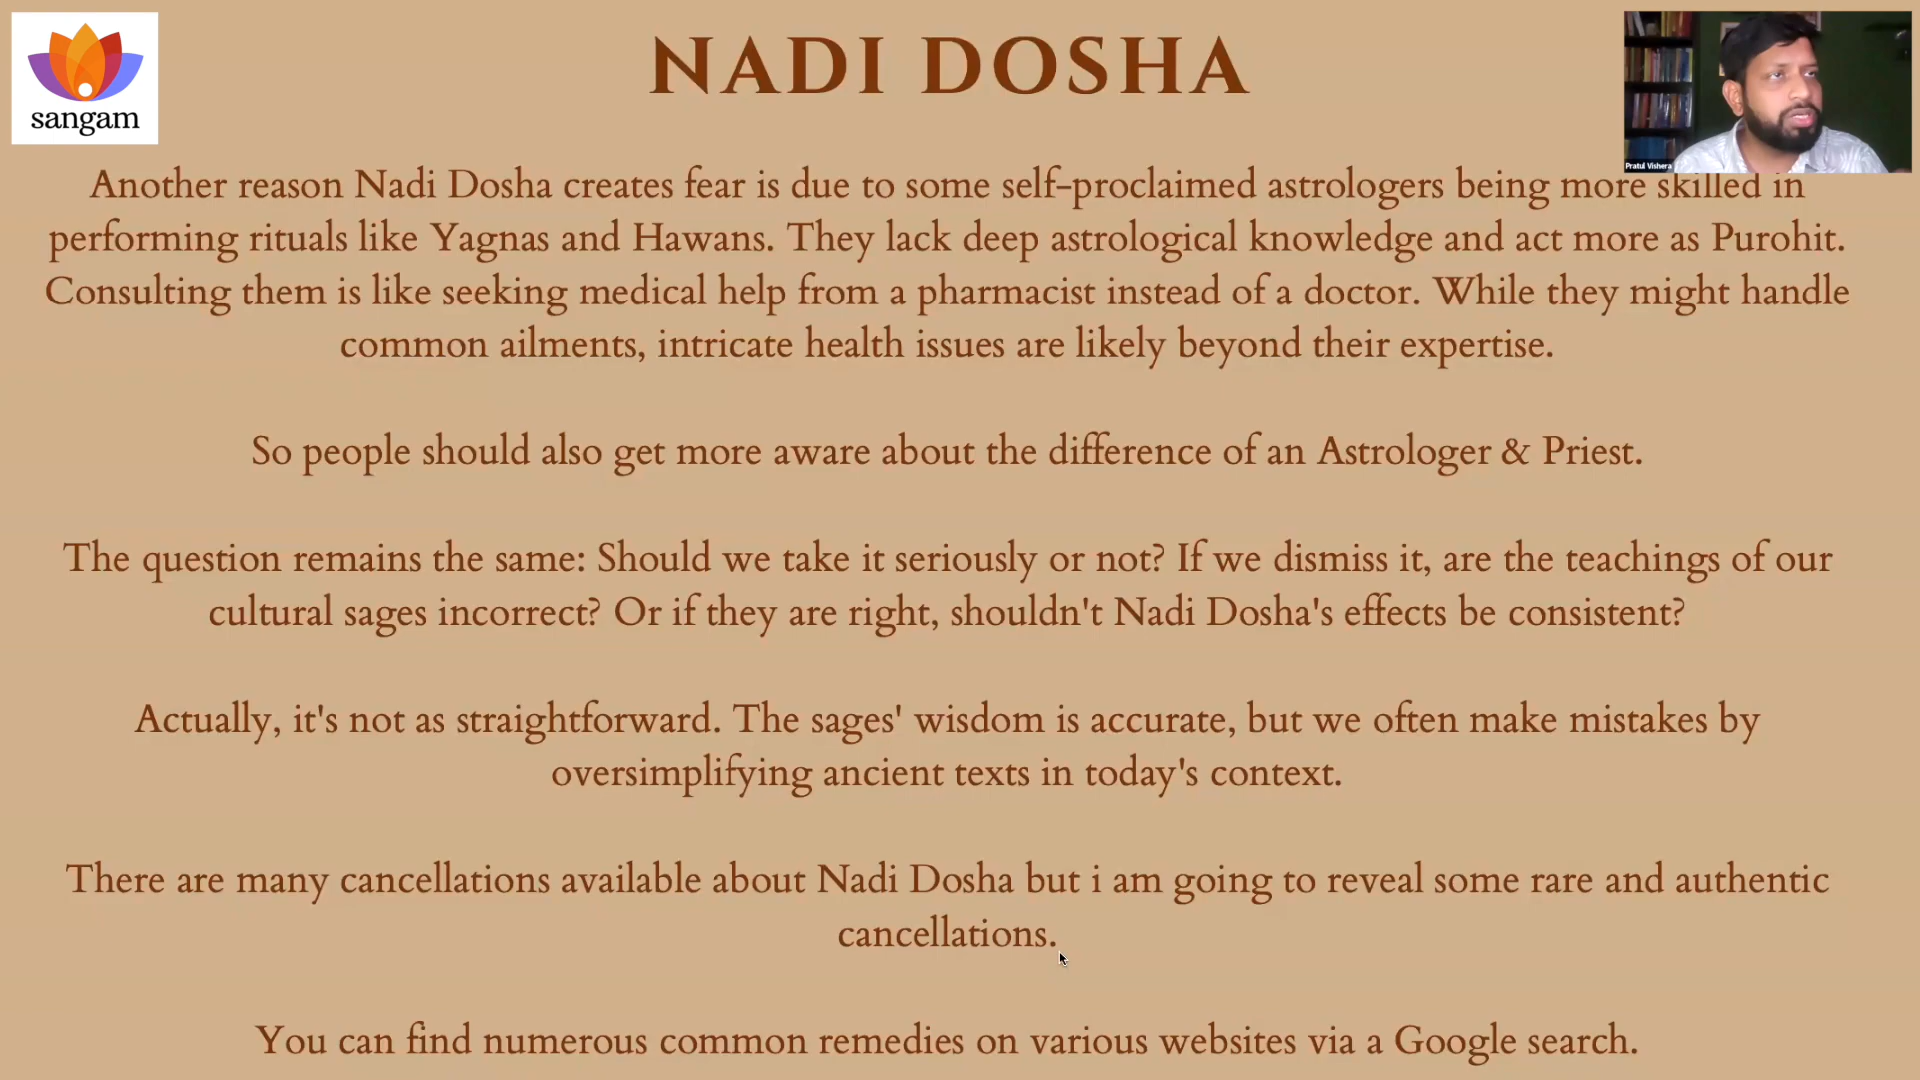 sangam
NADI DOSHA
Pratul Vishera
Another reason Nadi Dosha creates fear is due to some self-proclaimed astrologers being more skilled in
performing rituals like Yagnas and Hawans. They lack deep astrological knowledge and act more as Purohit.
Consulting them is like seeking medical help from a pharmacist instead of a doctor. While they might handle
common ailments, intricate health issues are likely beyond their expertise.
So people should also get more aware about the difference of an Astrologer & Priest.
The question remains the same: Should we take it seriously or not? If we dismiss it, are the teachings of our
cultural sages incorrect? Or if they are right, shouldn't Nadi Dosha's effects be consistent?
Actually, it's not as straightforward. The sages' wisdom is accurate, but we often make mistakes by
oversimplifying ancient texts in today's context.
There are many cancellations available about Nadi Dosha but i am going to reveal some rare and authentic
cancellations.
You can find numerous common remedies on various websites via a Google search.